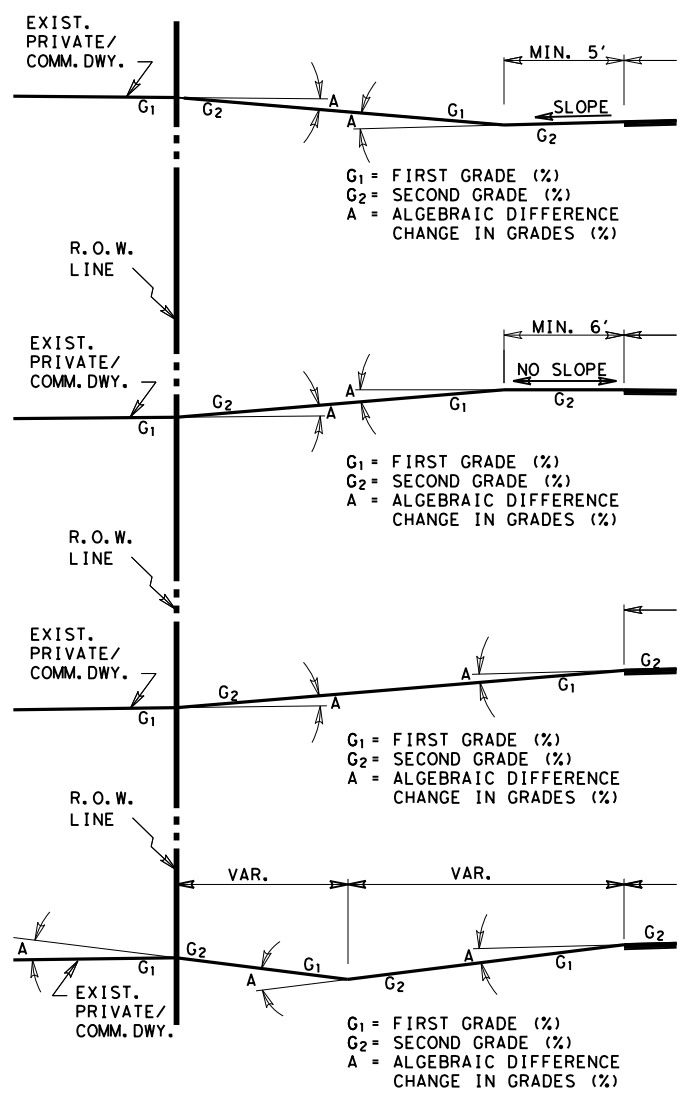 EXIST.
PRIVATE/
COMM. DWY.
MIN. 5'
G1
G2
A
A
G1
SLOPE
G2
G1 = FIRST GRADE (%)
G2 = SECOND GRADE (%)
A = ALGEBRAIC DIFFERENCE
CHANGE IN GRADES (%)
R.O.W.
LINE
EXIST.
PRIVATE/
COMM. DWY.
MIN. 6'
NO SLOPE
G1
G2
A
A
G1
G2
G1 = FIRST GRADE (%)
G2 = SECOND GRADE (%)
A = ALGEBRAIC DIFFERENCE
CHANGE IN GRADES (%)
R.O.W.
LINE
EXIST.
PRIVATE/
COMM. DWY.
G1
G2
A
A
G1
G2
G1 = FIRST GRADE (%)
G2 = SECOND GRADE (%)
A = ALGEBRAIC DIFFERENCE
CHANGE IN GRADES (%)
R.O.W.
LINE
VAR.
VAR.
A
G1
G2
A
G1
G2
A
G1
G2
EXIST.
PRIVATE/
COMM. DWY.
G1 = FIRST GRADE (%)
G2 = SECOND GRADE (%)
A = ALGEBRAIC DIFFERENCE
CHANGE IN GRADES (%)